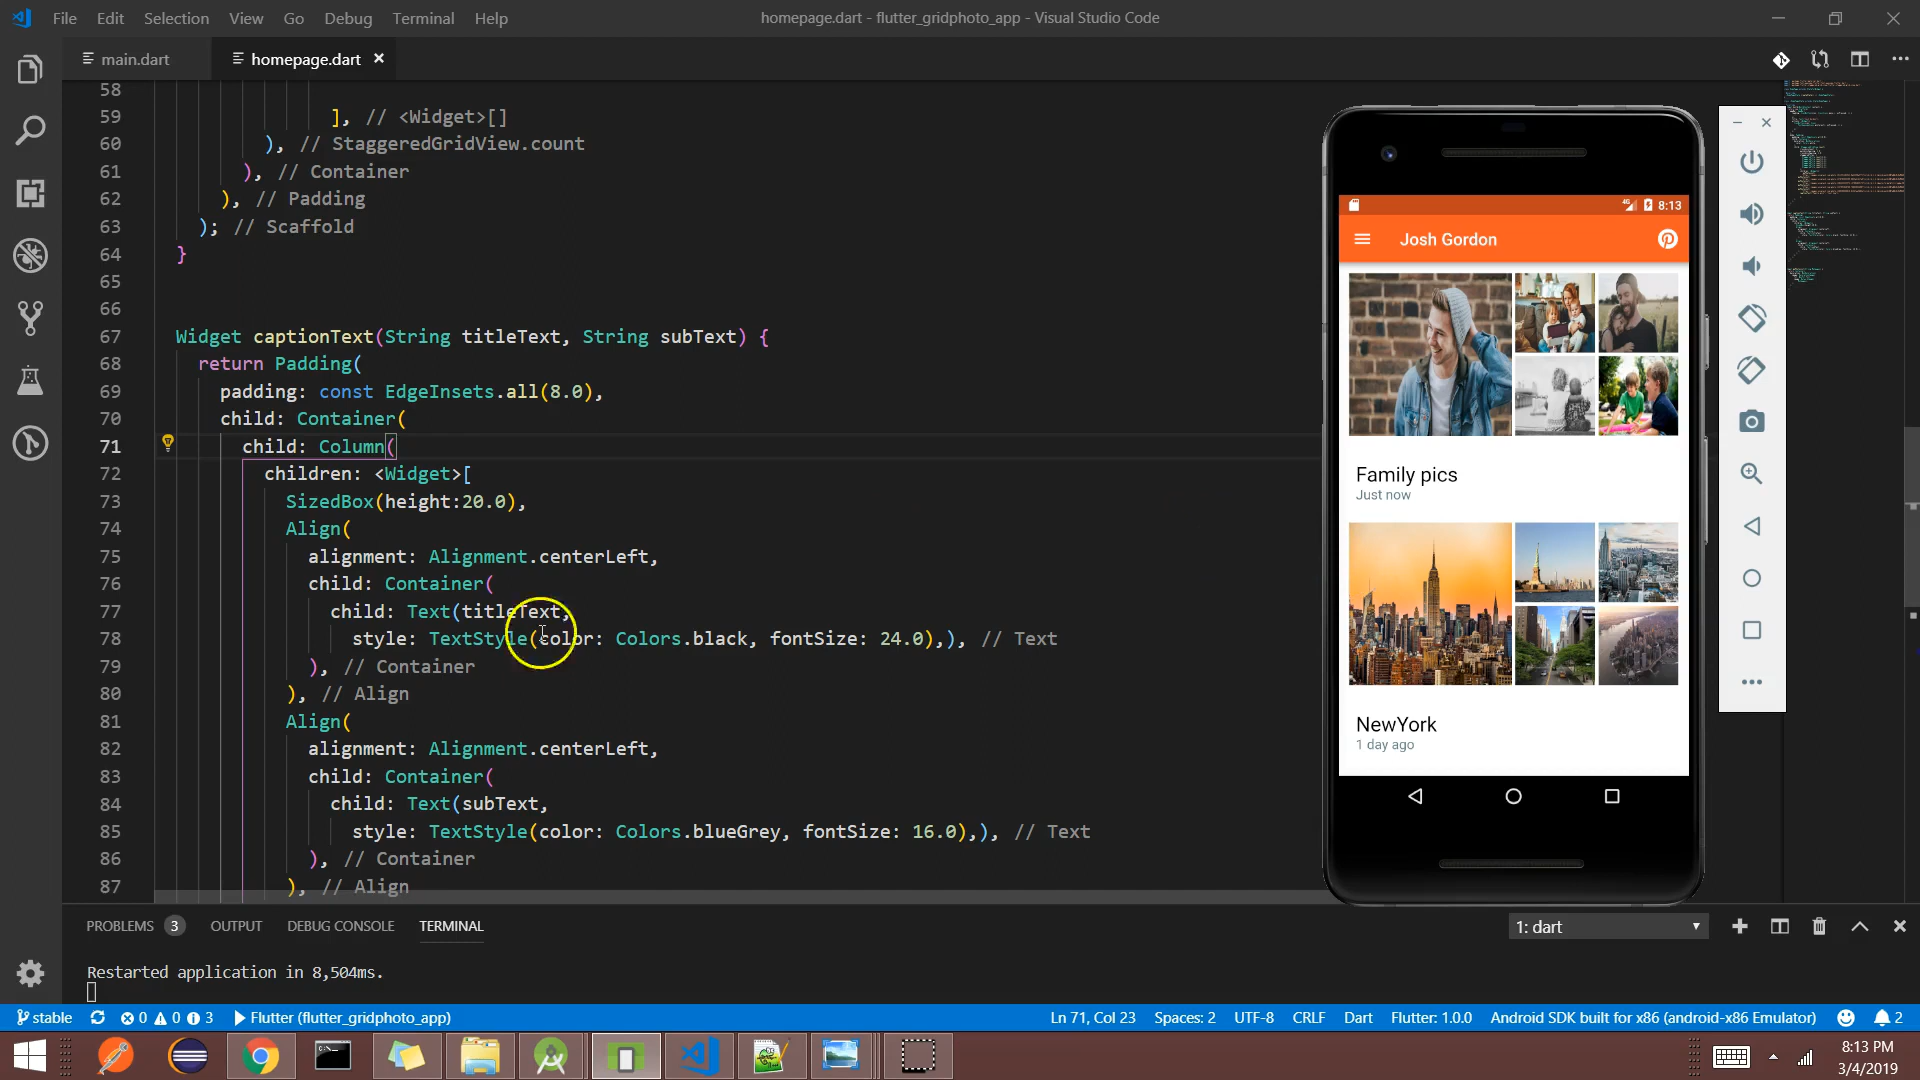 File Edit Selection View Go Debug Terminal Help
homepage.dart - flutter_gridphoto_app - Visual Studio Code
main.dart
homepage.dart ×
58
59 ], // <Widget>[]
60 ), // StaggeredGridView.count
61 ), // Container
62 ), // Padding
63 ); // Scaffold
64 }
65
66
67 Widget captionText(String titleText, String subText) {
68 return Padding(
69 padding: const EdgeInsets.all(8.0),
70 child: Container(
71 child: Column(
72 children: <Widget>[
73 SizedBox(height:20.0),
74 Align(
75 alignment: Alignment.centerLeft,
76 child: Container(
77 child: Text(titleText,
78 style: TextStyle(color: Colors.black, fontSize: 24.0),), // Text
79 ), // Container
80 ), // Align
81 Align(
82 alignment: Alignment.centerLeft,
83 child: Container(
84 child: Text(subText,
85 style: TextStyle(color: Colors.blueGrey, fontSize: 16.0),), // Text
86 ), // Container
87 ), // Align
8:13
Josh Gordon
Family pics
Just now
NewYork
1 day ago
PROBLEMS 3 OUTPUT DEBUG CONSOLE TERMINAL
1: dart
Restarted application in 8,504ms.
stable 0 0 3 Flutter (flutter_gridphoto_app)
Ln 71, Col 23 Spaces: 2 UTF-8 CRLF Dart Flutter: 1.0.0 Android SDK built for x86 (android-x86 Emulator) 2
8:13 PM
3/4/2019